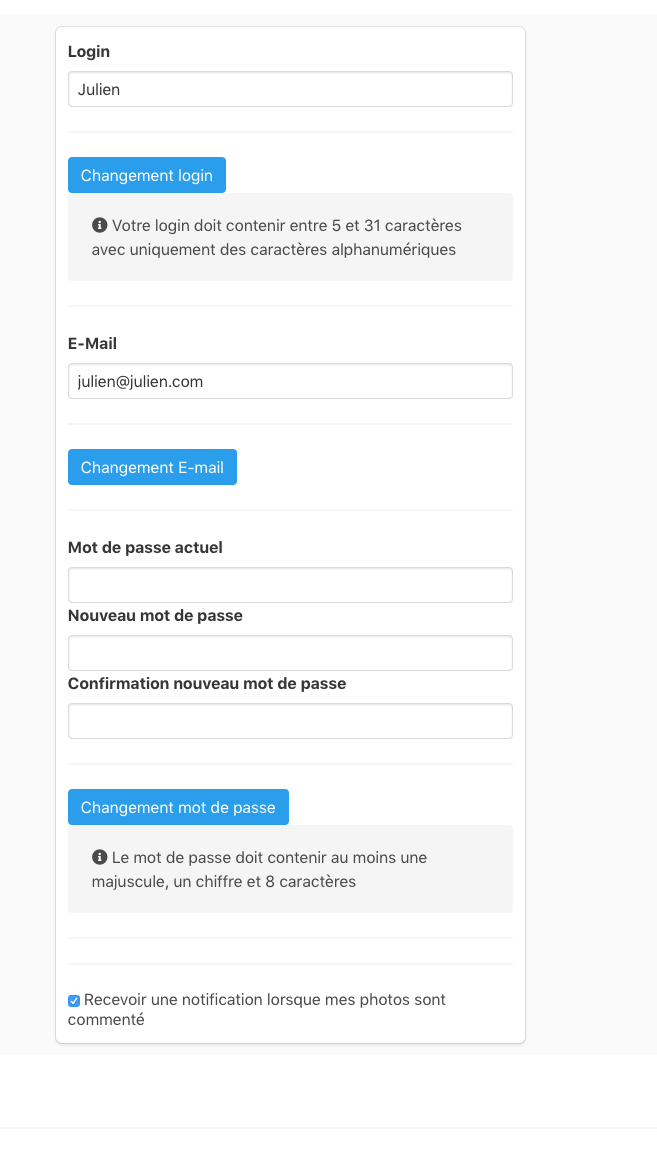 Login
Julien
Changement login
Votre login doit contenir entre 5 et 31 caractères
avec uniquement des caractères alphanumériques
E-Mail
julien@julien.com
Changement E-mail
Mot de passe actuel
Nouveau mot de passe
Confirmation nouveau mot de passe
Changement mot de passe
Le mot de passe doit contenir au moins une
majuscule, un chiffre et 8 caractères
Recevoir une notification lorsque mes photos sont
commenté